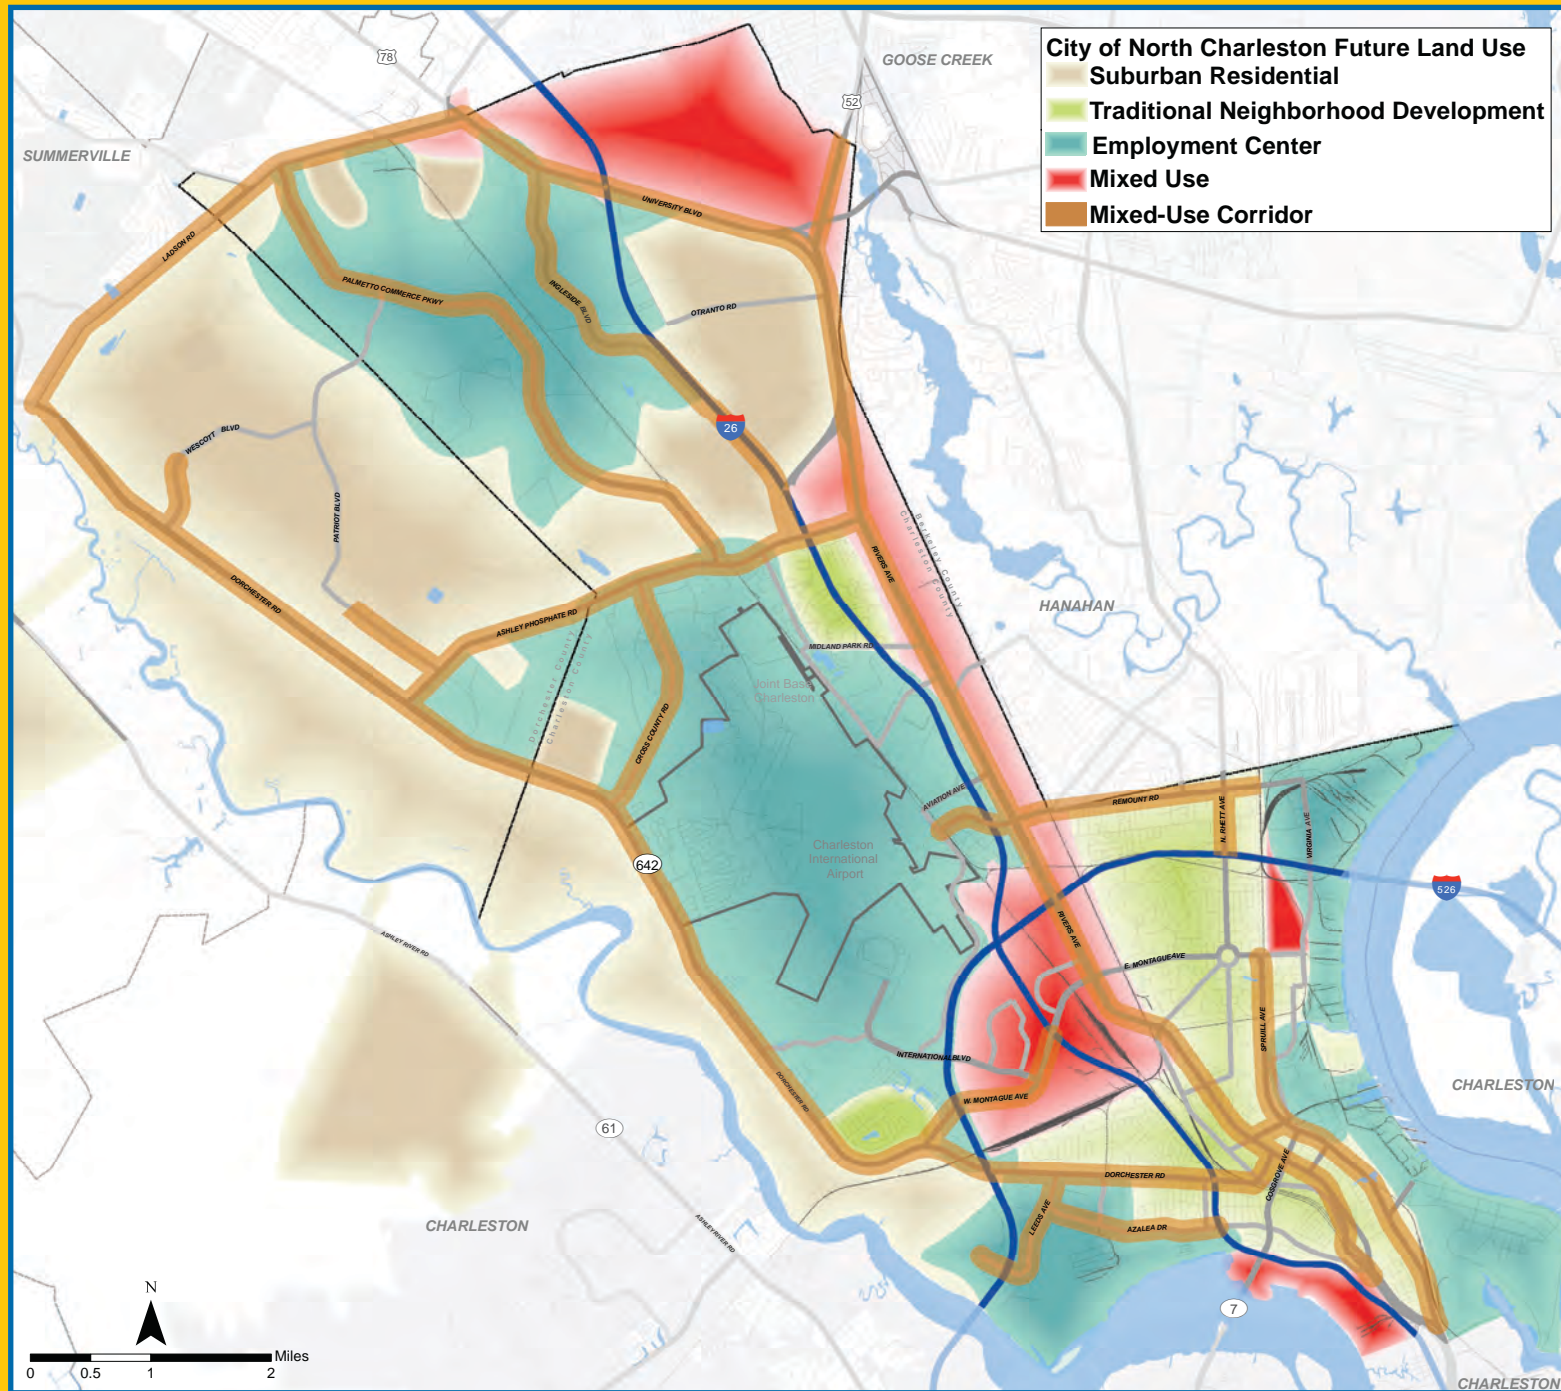 City of North Charleston Future Land Use
Suburban Residential
Traditional Neighborhood Development
Employment Center
Mixed Use
Mixed-Use Corridor
GOOSE CREEK
78
52
SUMMERVILLE
UNIVERSITY BLVD
LADSON RD
PALMETTO COMMERCE PKWY
INGLESIDE BLVD
OTRANTO RD
26
WESCOTT BLVD
PATRIOT BLVD
DORCHESTER RD
ASHLEY PHOSPHATE RD
RIVERS AVE
Berkeley County
Charleston County
HANAHAN
MIDLAND PARK RD
Dorchester County
Charleston County
Joint Base
Charleston
CROSS COUNTY RD
AVIATION AVE
REMOUNT RD
N. RHETT AVE
VIRGINIA AVE
Charleston
International
Airport
642
526
RIVERS AVE
ASHLEY RIVER RD
E. MONTAGUE AVE
SPRUILL AVE
INTERNATIONAL BLVD
DORCHESTER RD
W. MONTAGUE AVE
CHARLESTON
61
DORCHESTER RD
COSGROVE AVE
LEEDS AVE
AZALEA DR
CHARLESTON
ASHLEY RIVER RD
7
N
Miles
0 0.5 1 2
CHARLESTON